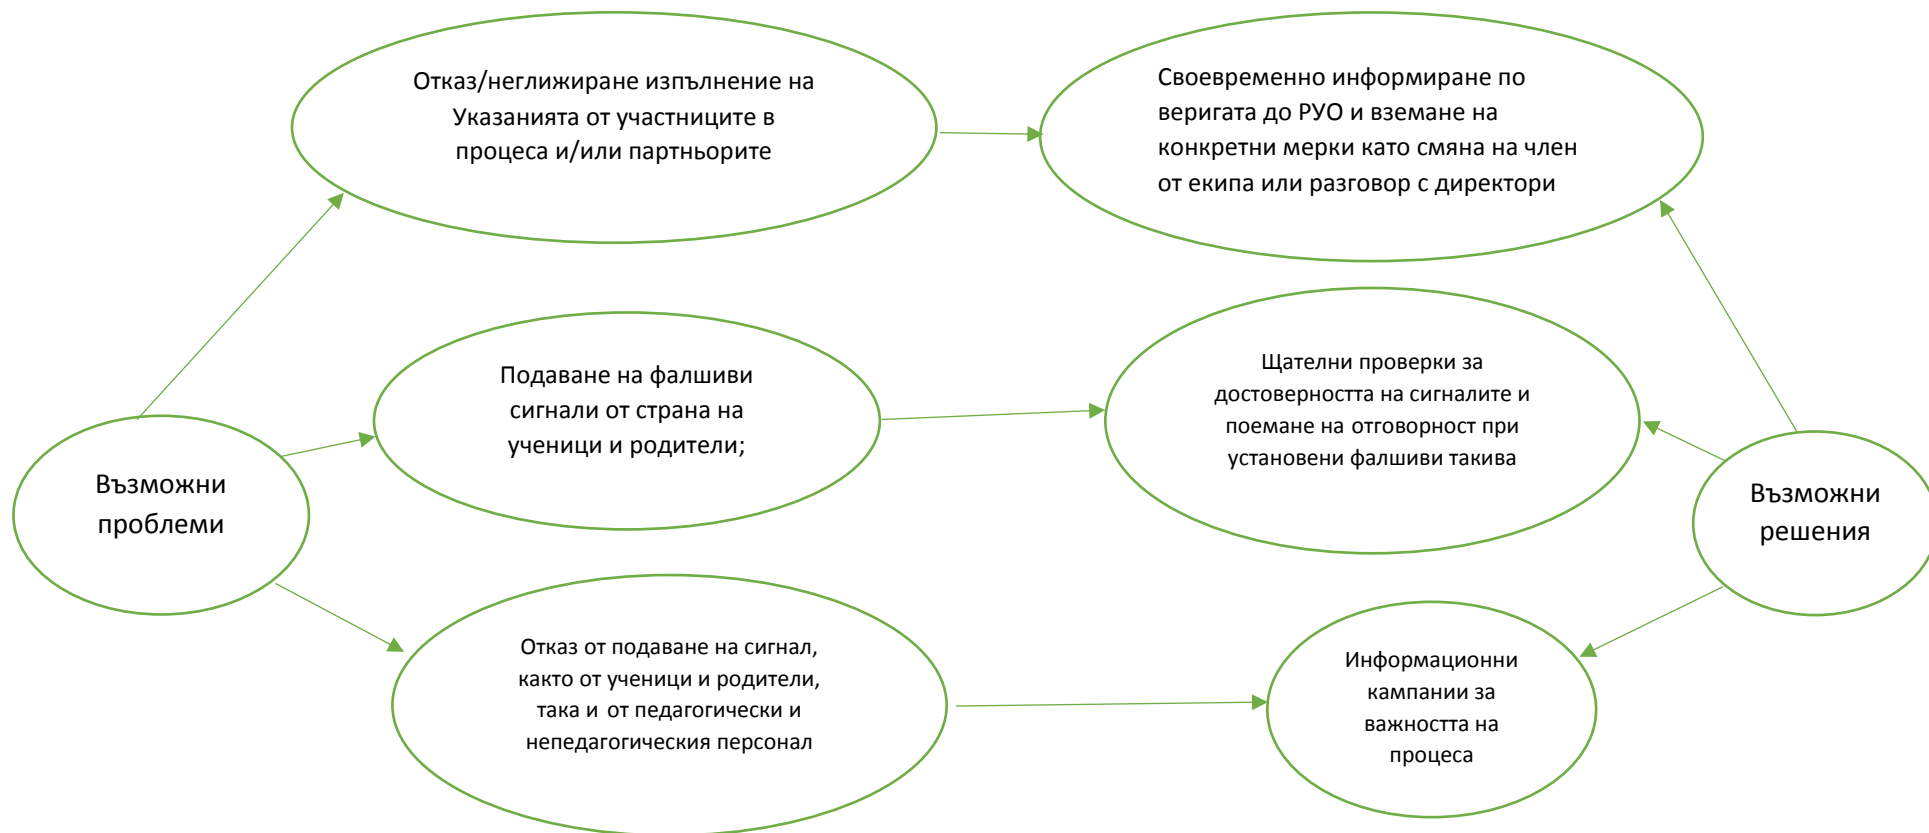 Отказ/неглижиране изпълнение на
Указанията от участниците в
процеса и/или партньорите
Своевременно информиране по
веригата до РУО и вземане на
конкретни мерки като смяна на член
от екипа или разговор с директори
Подаване на фалшиви
сигнали от страна на
ученици и родители;
Щателни проверки за
достоверността на сигналите и
поемане на отговорност при
установени фалшиви такива
Възможни
проблеми
Възможни
решения
Отказ от подаване на сигнал,
както от ученици и родители,
така и от педагогически и
непедагогическия персонал
Информационни
кампании за
важността на
процеса